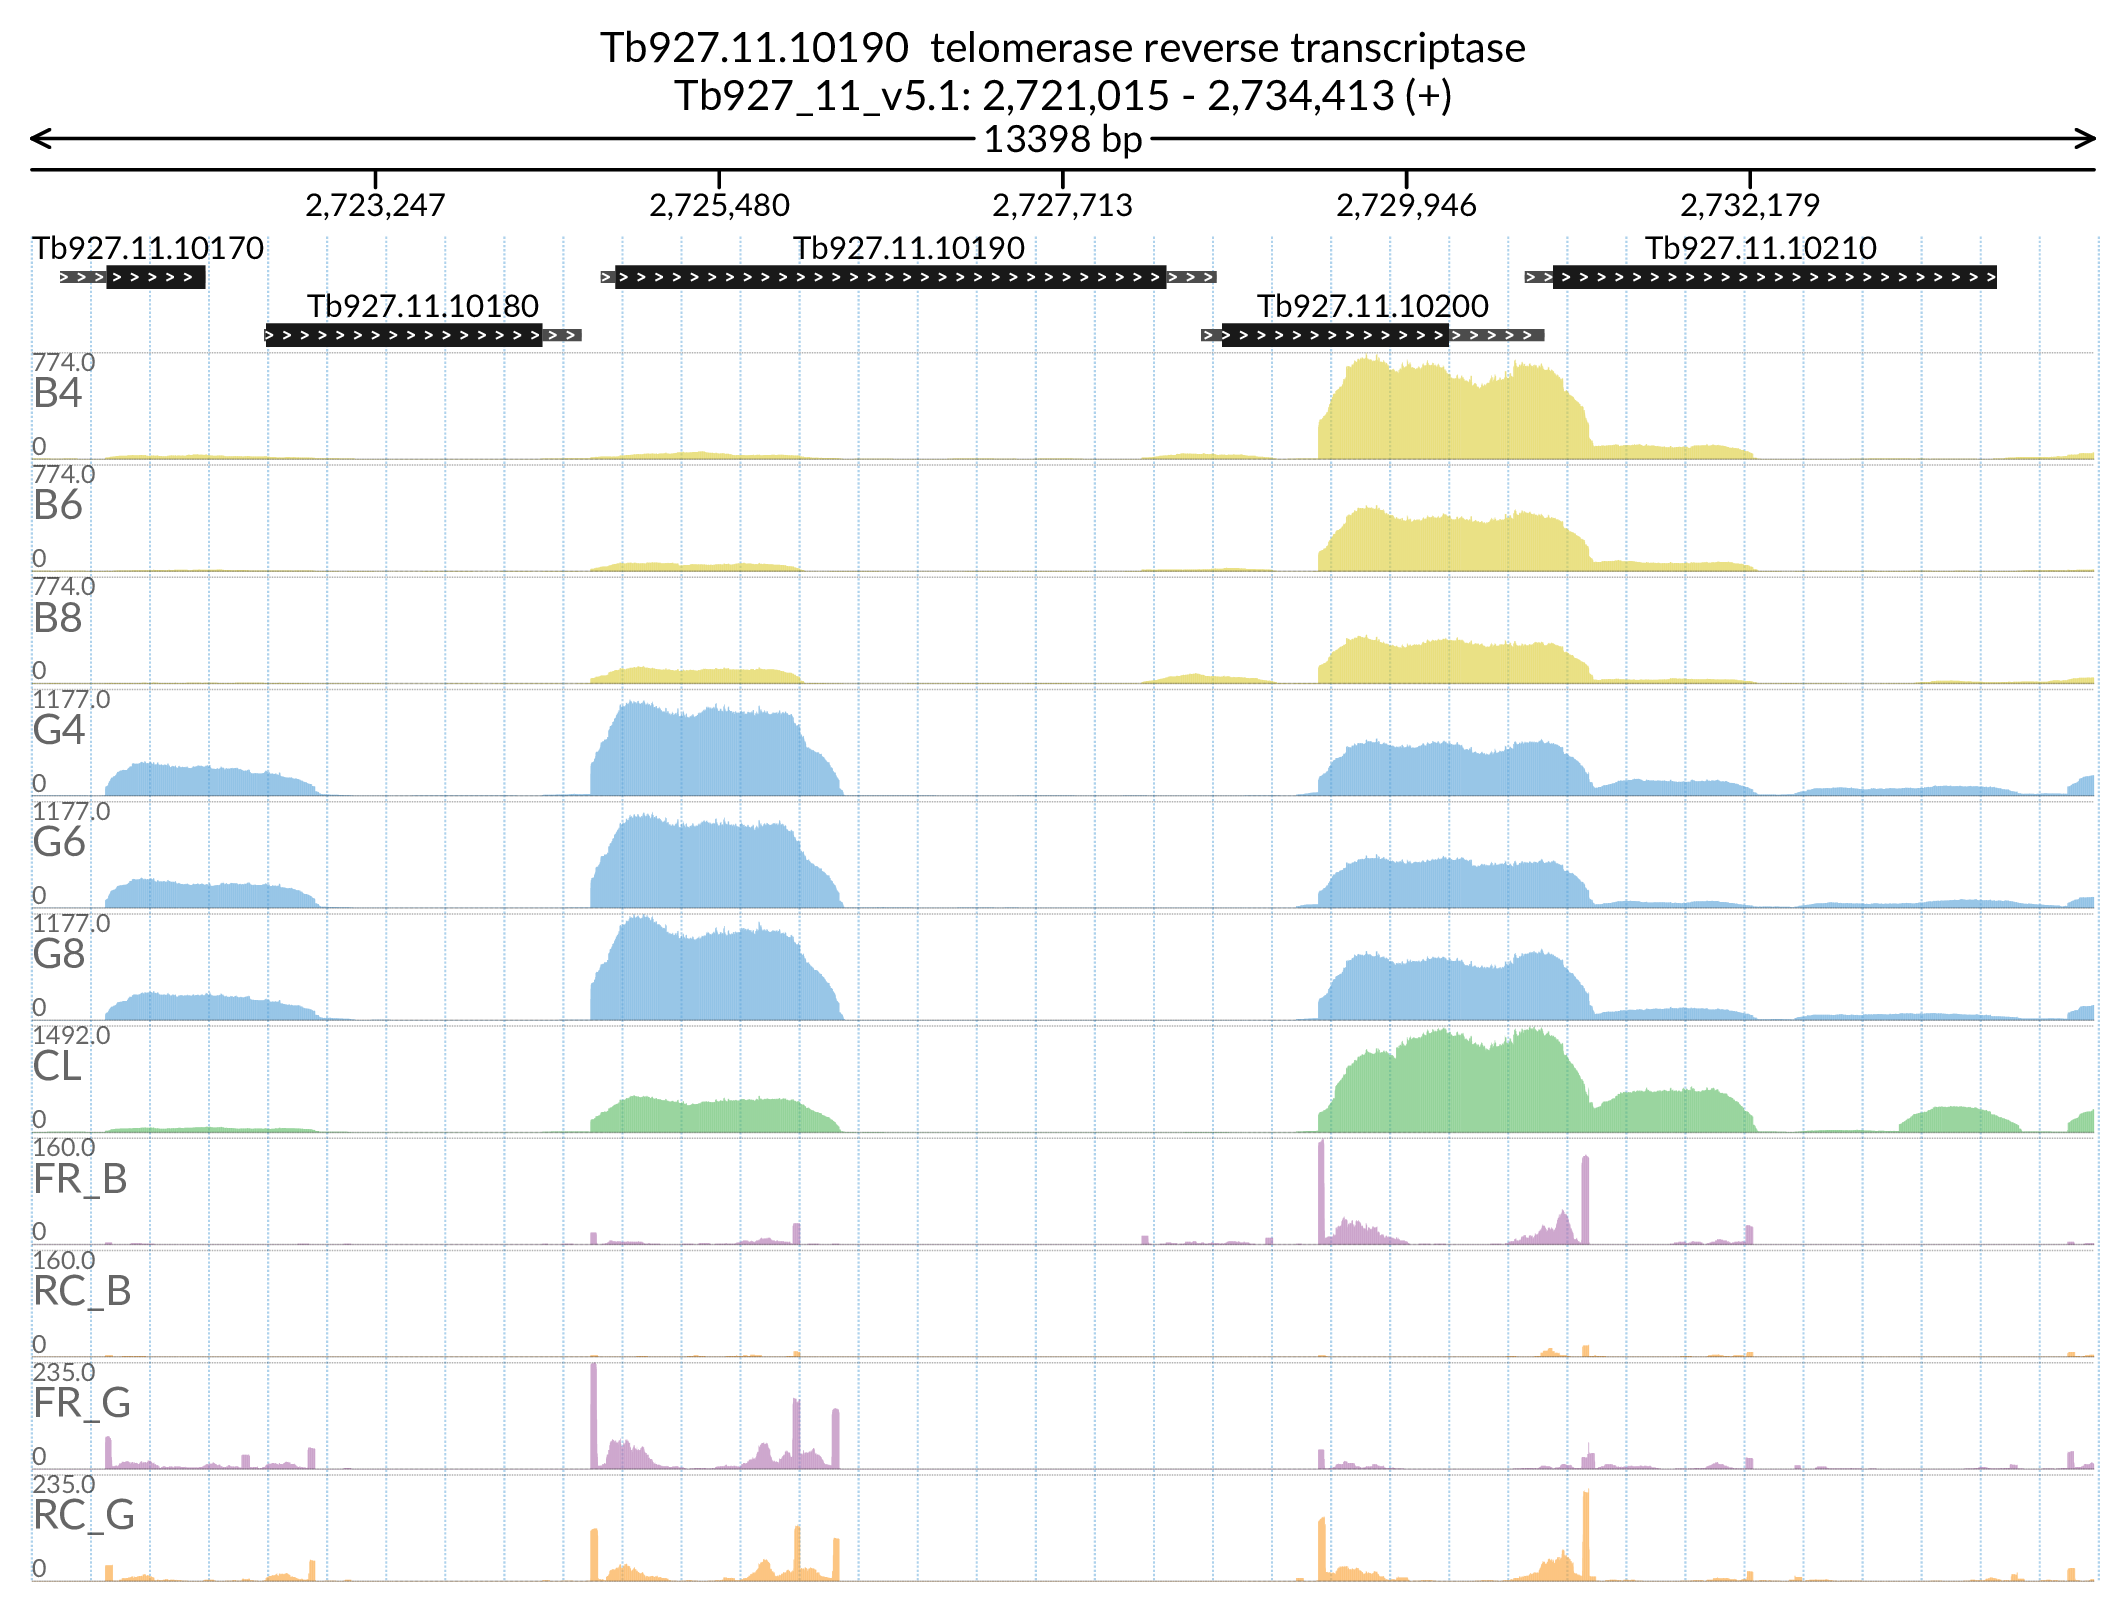 Tb927.11.10190  telomerase reverse transcriptase
Tb927_11_v5.1: 2,721,015 - 2,734,413 (+)
13398 bp
2,723,247 2,725,480 2,727,713 2,729,946 2,732,179
Tb927.11.10170 Tb927.11.10190 Tb927.11.10210
Tb927.11.10180 Tb927.11.10200
774.0
B4
0
774.0
B6
0
774.0
B8
0
1177.0
G4
0
1177.0
G6
0
1177.0
G8
0
1492.0
CL
0
160.0
FR_B
0
160.0
RC_B
0
235.0
FR_G
0
235.0
RC_G
0